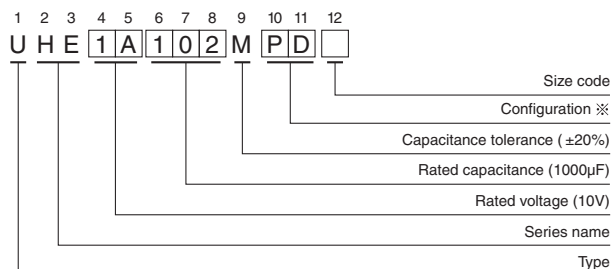 1 2 3 4 5 6 7 8 9 10 11 12
U H E 1 A 1 0 2 M P D
Size code
Configuration ※
Capacitance tolerance ( ±20%)
Rated capacitance (1000µF)
Rated voltage (10V)
Series name
Type